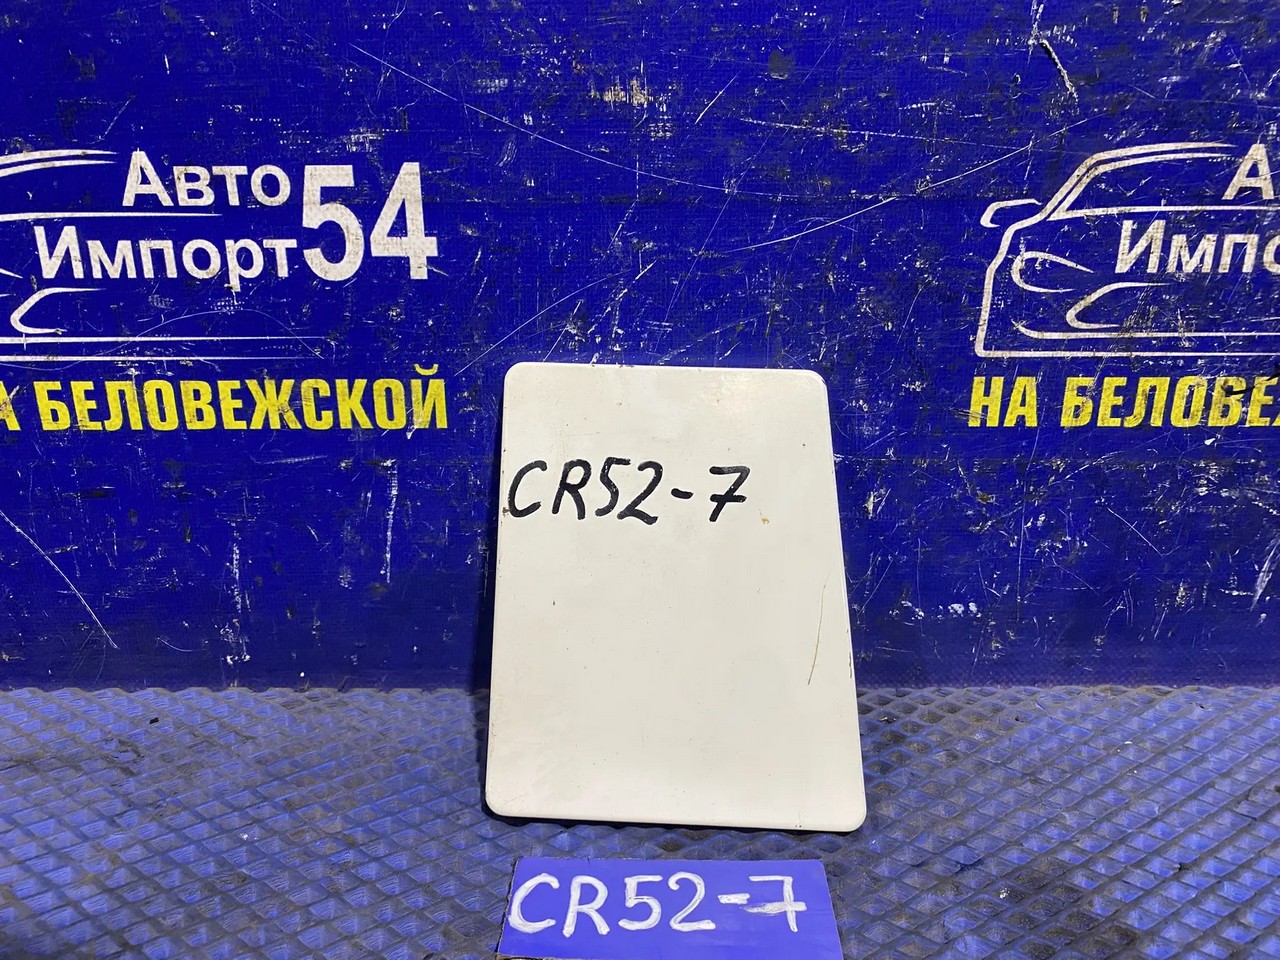 Авто
Импорт 54
НА БЕЛОВЕЖСКОЙ
А
Импо
НА БЕЛОВЕ
CR52-7
CR52-7